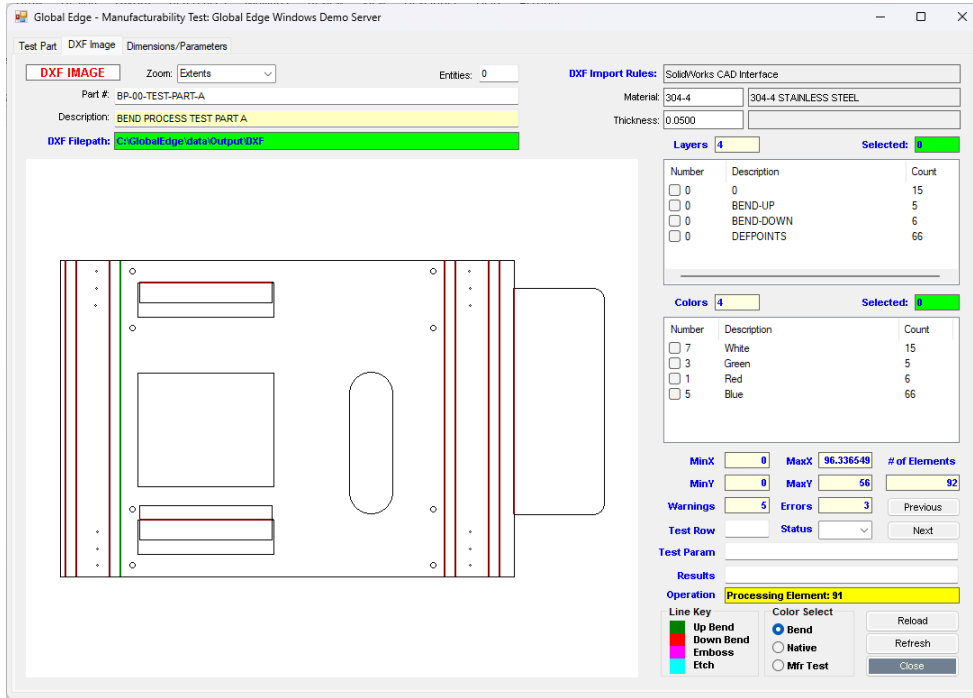 Global Edge - Manufacturability Test: Global Edge Windows Demo Server
Test Part DXF Image Dimensions/Parameters
DXF IMAGE Zoom: Extents Entities: 0
Part #: BP-00-TEST-PART-A
Description: BEND PROCESS TEST PART A
DXF Filepath: C:\GlobalEdge\data\Output\DXF
DXF Import Rules: SolidWorks CAD Interface
Material: 304-4 304-4 STAINLESS STEEL
Thickness: 0.0500
Layers 4 Selected: 0
Number Description Count
0 0 15
0 BEND-UP 5
0 BEND-DOWN 6
0 DEFPOINTS 66
Colors 4 Selected: 0
Number Description Count
7 White 15
3 Green 5
1 Red 6
5 Blue 66
MinX 0 MaxX 96.336549 # of Elements
MinY 0 MaxY 56 92
Warnings 5 Errors 3 Previous
Test Row Status Next
Test Param
Results
Operation Processing Element: 91
Line Key Color Select
Up Bend Bend Reload
Down Bend Native Refresh
Emboss Mfr Test Close
Etch